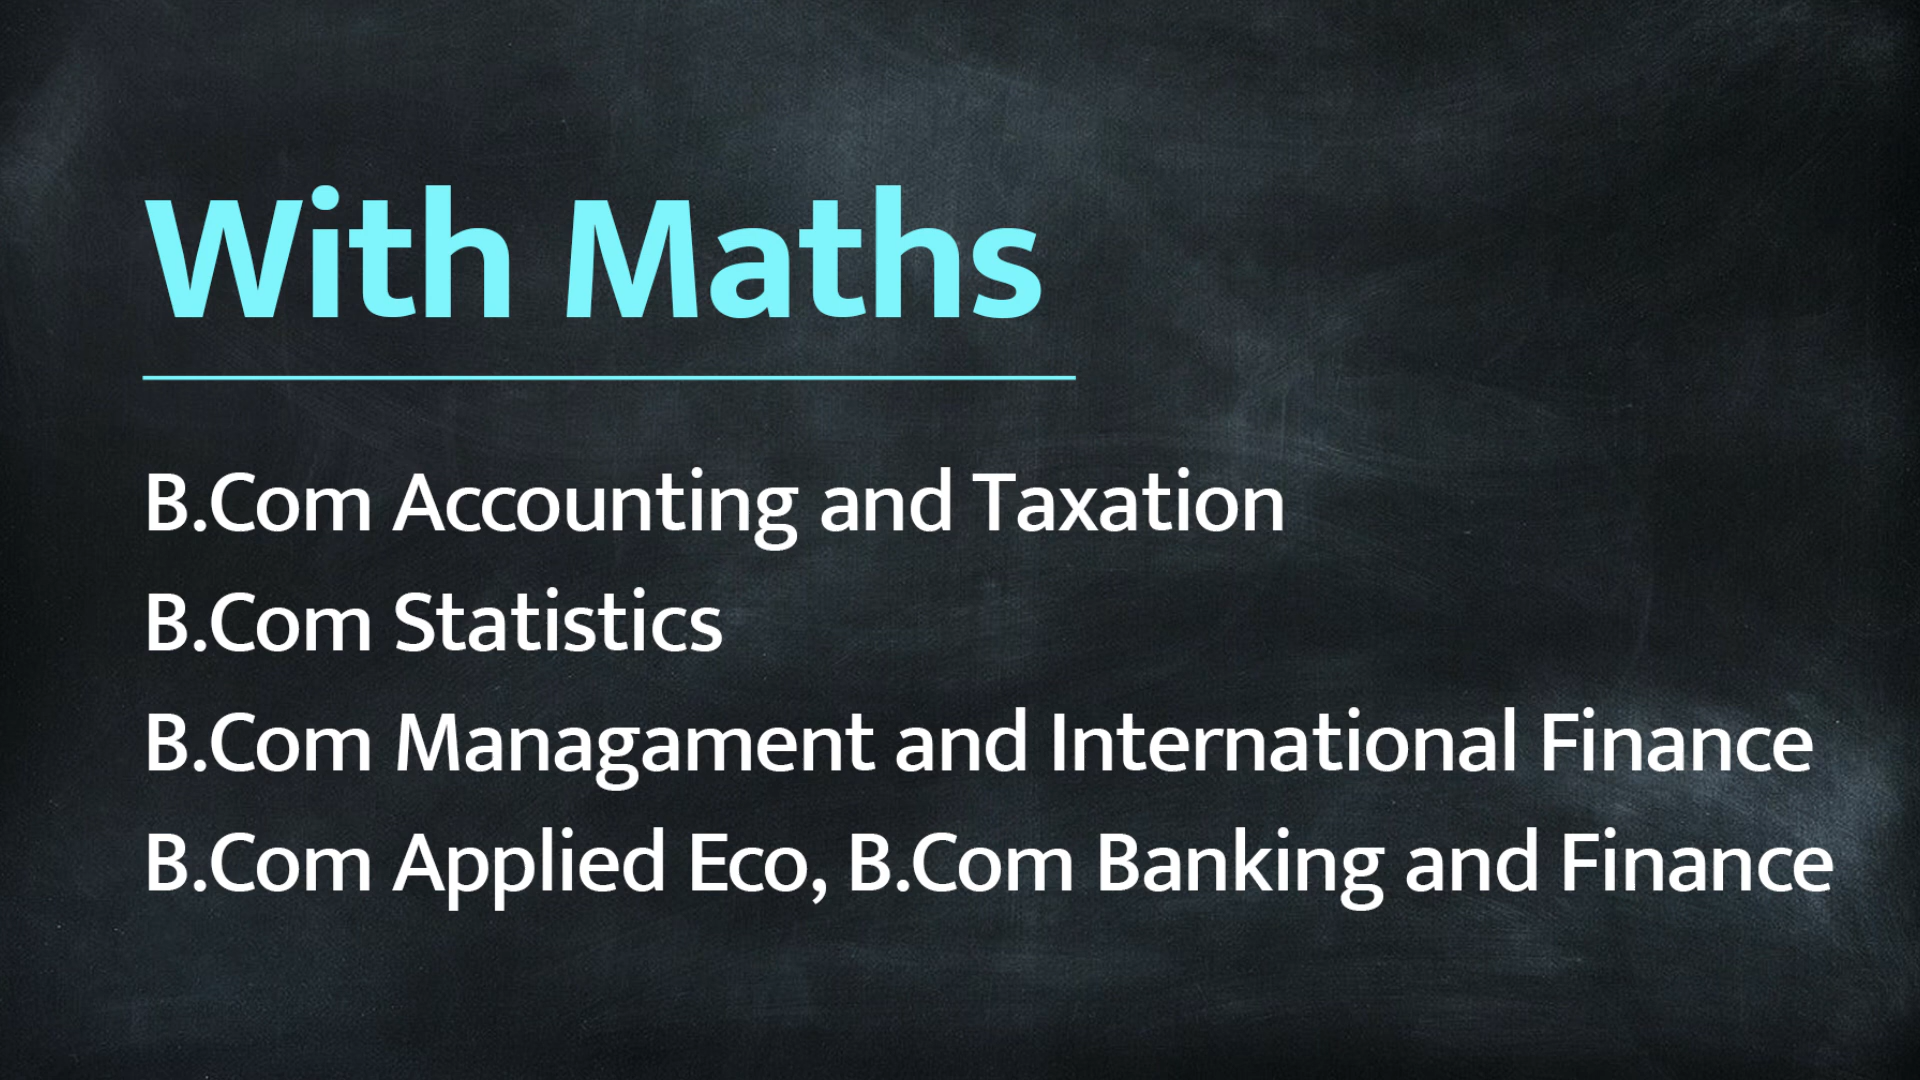 With Maths
B.Com Accounting and Taxation
B.Com Statistics
B.Com Managament and International Finance
B.Com Applied Eco, B.Com Banking and Finance